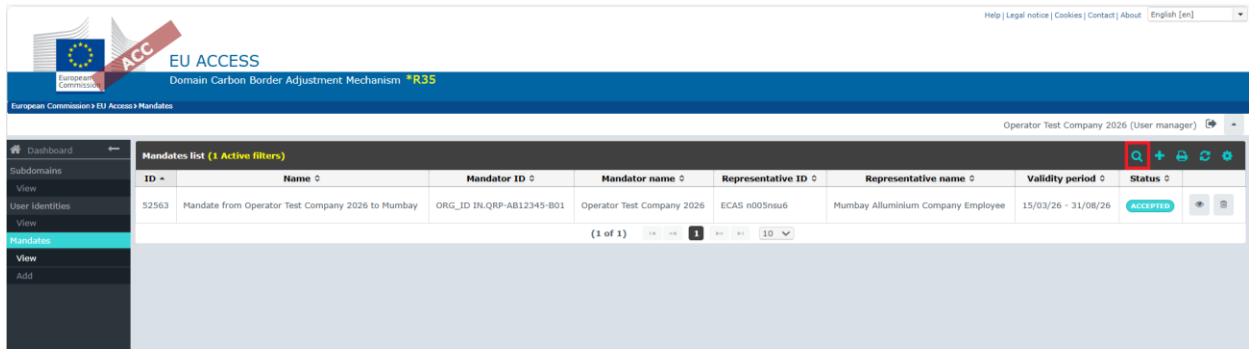 Help | Legal notice | Cookies | Contact | About English [en]
ACC
European
Commission
EU ACCESS
Domain Carbon Border Adjustment Mechanism *R35
European Commission > EU Access > Mandates
Operator Test Company 2026 (User manager)
Dashboard
Subdomains
View
User identities
View
Mandates
View
Add
Mandates list (1 Active filters)
ID Name Mandator ID Mandator name Representative ID Representative name Validity period Status
52563 Mandate from Operator Test Company 2026 to Mumbay ORG_ID IN.QRP-AB12345-B01 Operator Test Company 2026 ECAS n005nsu6 Mumbay Alluminium Company Employee 15/03/26 - 31/08/26 ACCEPTED
(1 of 1) 1 10